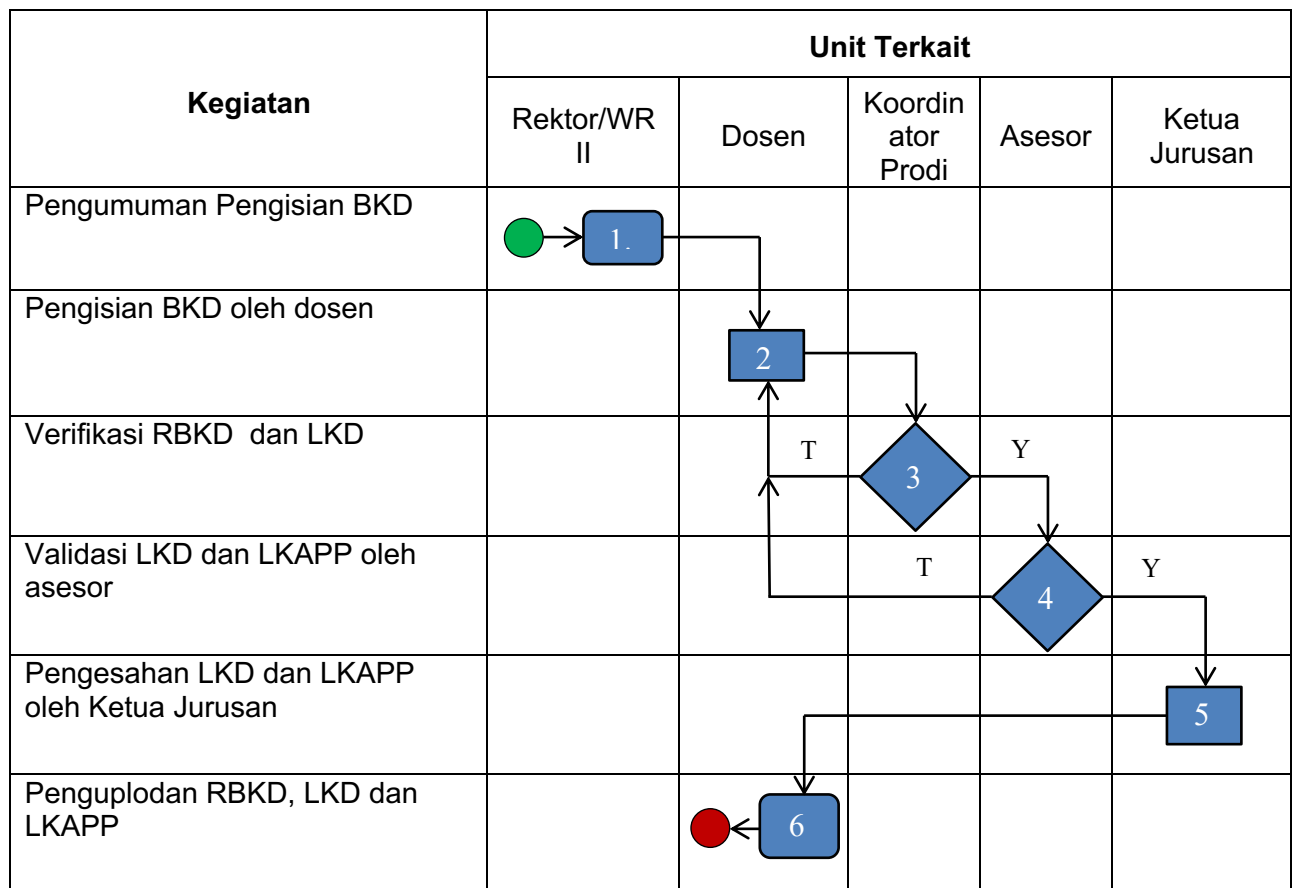 Kegiatan
Unit Terkait
Rektor/WR
II
Dosen
Koordin
ator
Prodi
Asesor
Ketua
Jurusan
Pengumuman Pengisian BKD
1.
Pengisian BKD oleh dosen
2
Verifikasi RBKD  dan LKD
T
3
Y
Validasi LKD dan LKAPP oleh
asesor
T
4
Y
Pengesahan LKD dan LKAPP
oleh Ketua Jurusan
5
Penguplodan RBKD, LKD dan
LKAPP
6